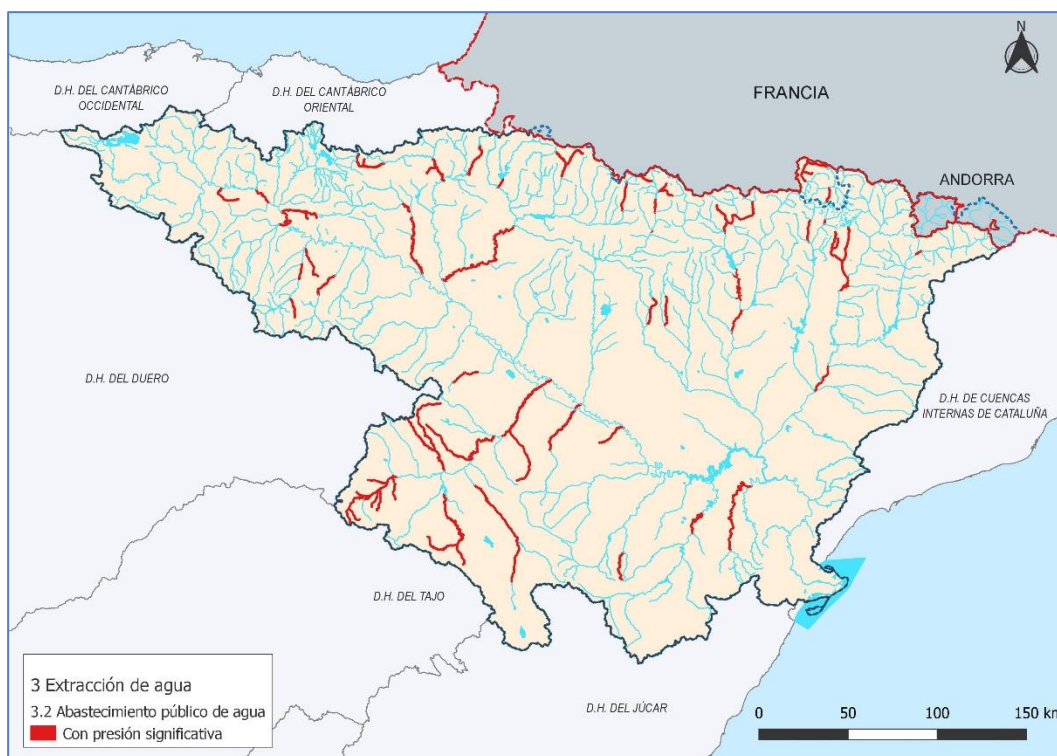 N
D.H. DEL CANTÁBRICO
OCCIDENTAL
D.H. DEL CANTÁBRICO
ORIENTAL
FRANCIA
ANDORRA
D.H. DEL DUERO
D.H. DE CUENCAS
INTERNAS DE CATALUÑA
D.H. DEL TAJO
D.H. DEL JÚCAR
3 Extracción de agua
3.2 Abastecimiento público de agua
Con presión significativa
0 50 100 150 km